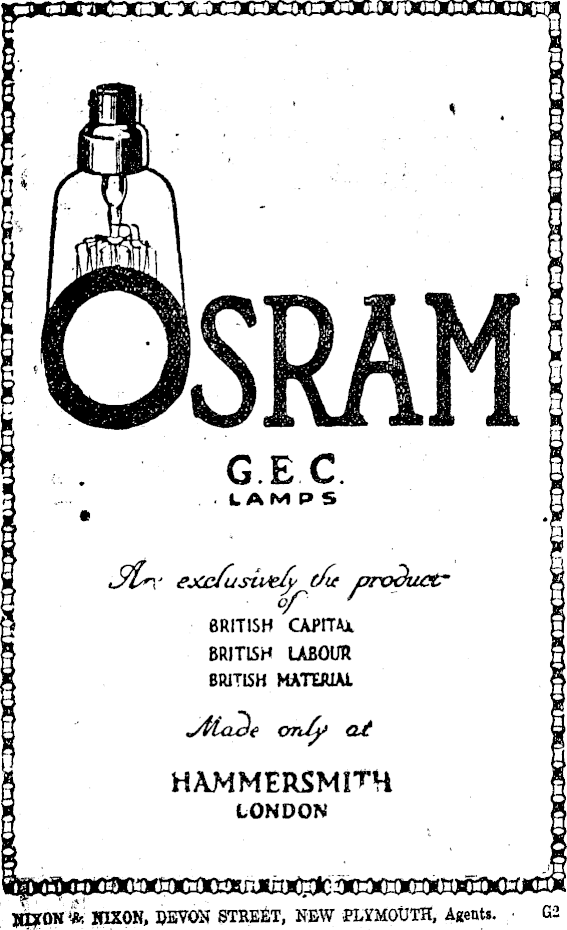 OSRAM
G.E.C.
LAMPS
Are exclusively the product
of
BRITISH CAPITAL
BRITISH LABOUR
BRITISH MATERIAL
Made only at
HAMMERSMITH
LONDON
NIXON & NIXON, DEVON STREET, NEW PLYMOUTH, Agents. G2